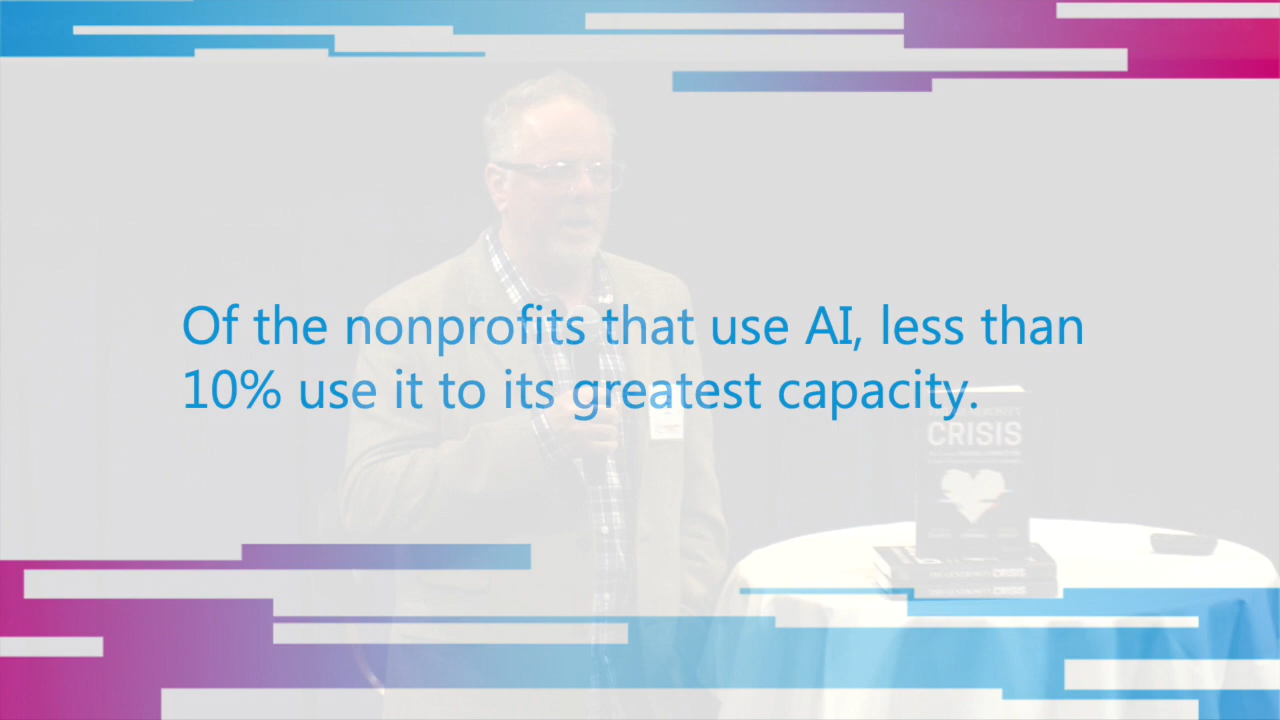 Of the nonprofits that use AI, less than
10% use it to its greatest capacity.
CRISIS